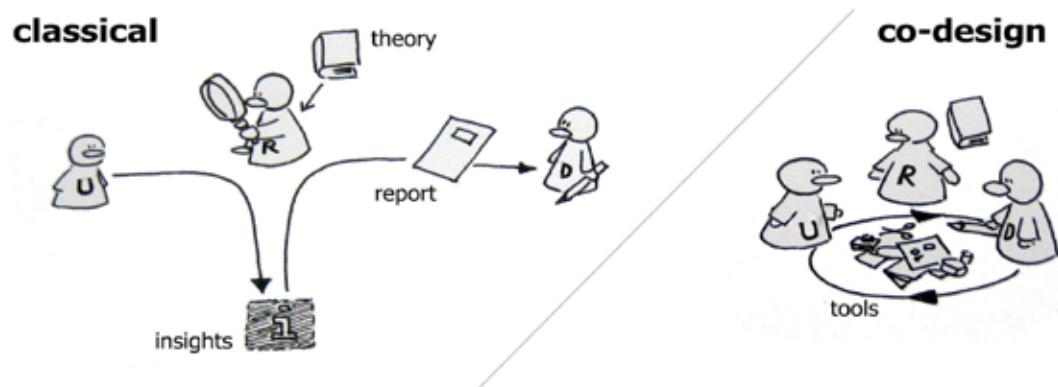 classical
theory
R
U
report
D
insights
i
co-design
R
U
D
tools